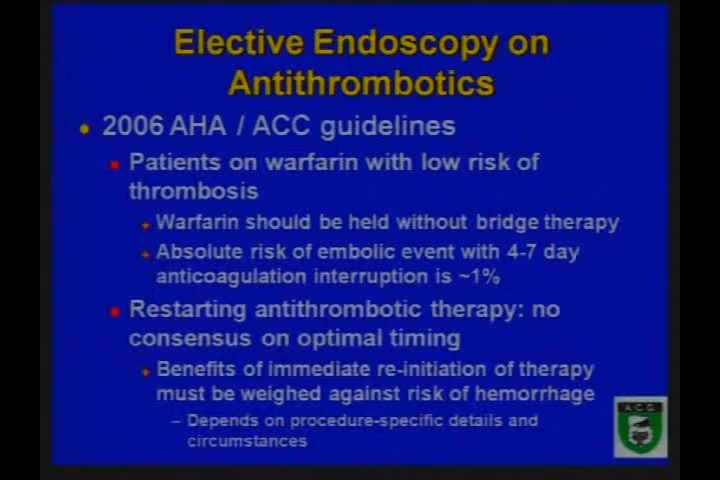 Elective Endoscopy on
Antithrombotics
2006 AHA / ACC guidelines
Patients on warfarin with low risk of
thrombosis
Warfarin should be held without bridge therapy
Absolute risk of embolic event with 4-7 day
anticoagulation interruption is ~1%
Restarting antithrombotic therapy: no
consensus on optimal timing
Benefits of immediate re-initiation of therapy
must be weighed against risk of hemorrhage
– Depends on procedure-specific details and
circumstances
A C G